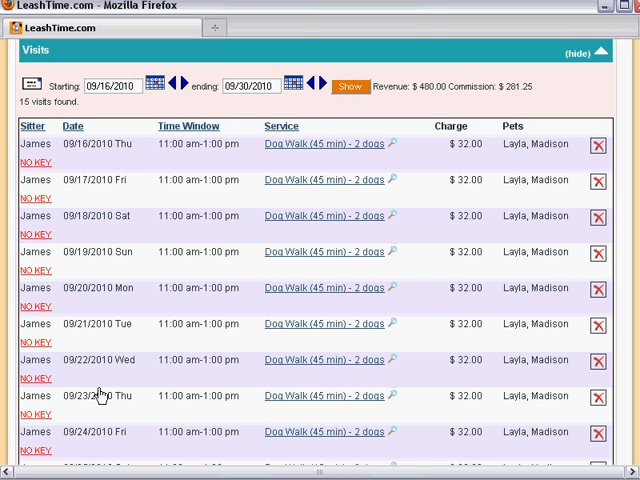 LeashTime.com - Mozilla Firefox
LeashTime.com
Visits
(hide)
Starting: 09/16/2010 ending: 09/30/2010 Show Revenue: $ 480.00 Commission: $ 281.25
15 visits found.
Sitter Date Time Window Service Charge Pets
James 09/16/2010 Thu 11:00 am-1:00 pm Dog Walk (45 min) - 2 dogs $ 32.00 Layla, Madison
NO KEY
James 09/17/2010 Fri 11:00 am-1:00 pm Dog Walk (45 min) - 2 dogs $ 32.00 Layla, Madison
NO KEY
James 09/18/2010 Sat 11:00 am-1:00 pm Dog Walk (45 min) - 2 dogs $ 32.00 Layla, Madison
NO KEY
James 09/19/2010 Sun 11:00 am-1:00 pm Dog Walk (45 min) - 2 dogs $ 32.00 Layla, Madison
NO KEY
James 09/20/2010 Mon 11:00 am-1:00 pm Dog Walk (45 min) - 2 dogs $ 32.00 Layla, Madison
NO KEY
James 09/21/2010 Tue 11:00 am-1:00 pm Dog Walk (45 min) - 2 dogs $ 32.00 Layla, Madison
NO KEY
James 09/22/2010 Wed 11:00 am-1:00 pm Dog Walk (45 min) - 2 dogs $ 32.00 Layla, Madison
NO KEY
James Thu 11:00 am-1:00 pm Dog Walk (45 min) - 2 dogs $ 32.00 Layla, Madison
NO KEY
James 09/24/2010 Fri 11:00 am-1:00 pm Dog Walk (45 min) - 2 dogs $ 32.00 Layla, Madison
NO KEY